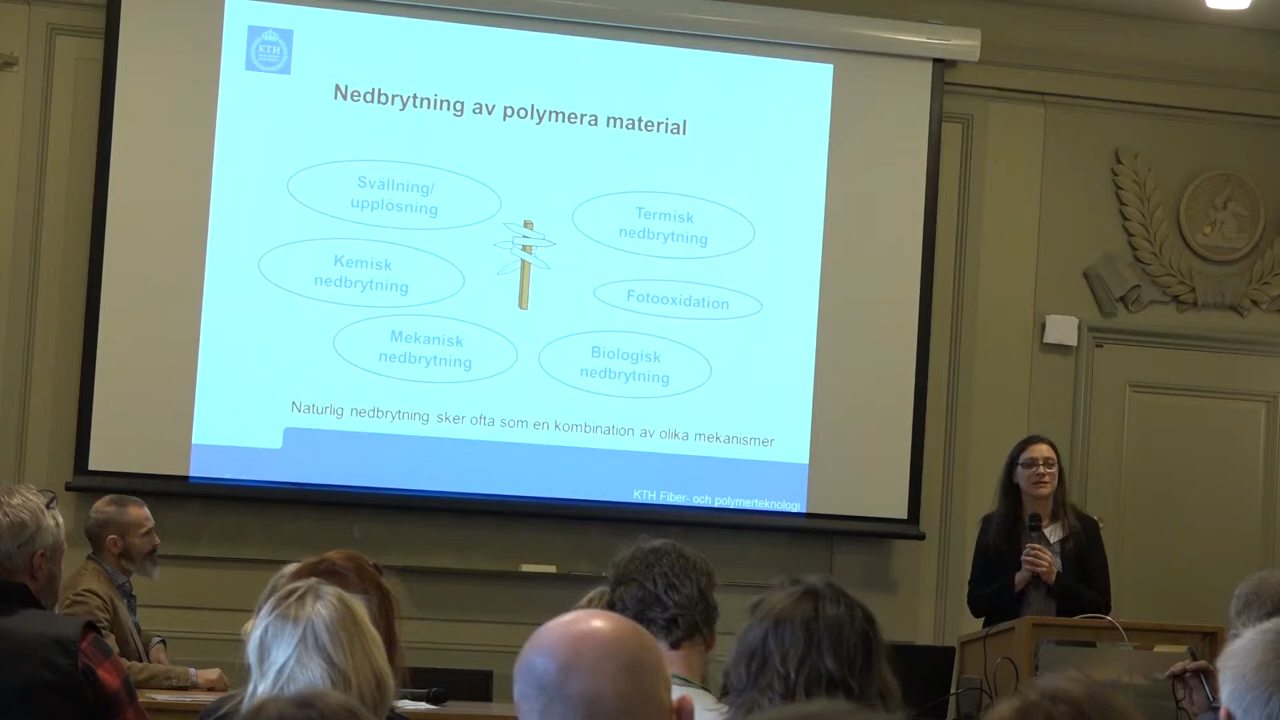 KTH
Nedbrytning av polymera material
Svällning/
upplösning
Termisk
nedbrytning
Kemisk
nedbrytning
Fotooxidation
Mekanisk
nedbrytning
Biologisk
nedbrytning
Naturlig nedbrytning sker ofta som en kombination av olika mekanismer
KTH Fiber- och polymerteknologi